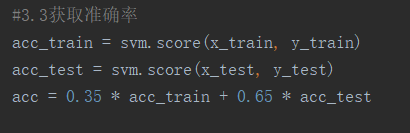 #3.3获取准确率
acc_train = svm.score(x_train, y_train)
acc_test = svm.score(x_test, y_test)
acc = 0.35 * acc_train + 0.65 * acc_test